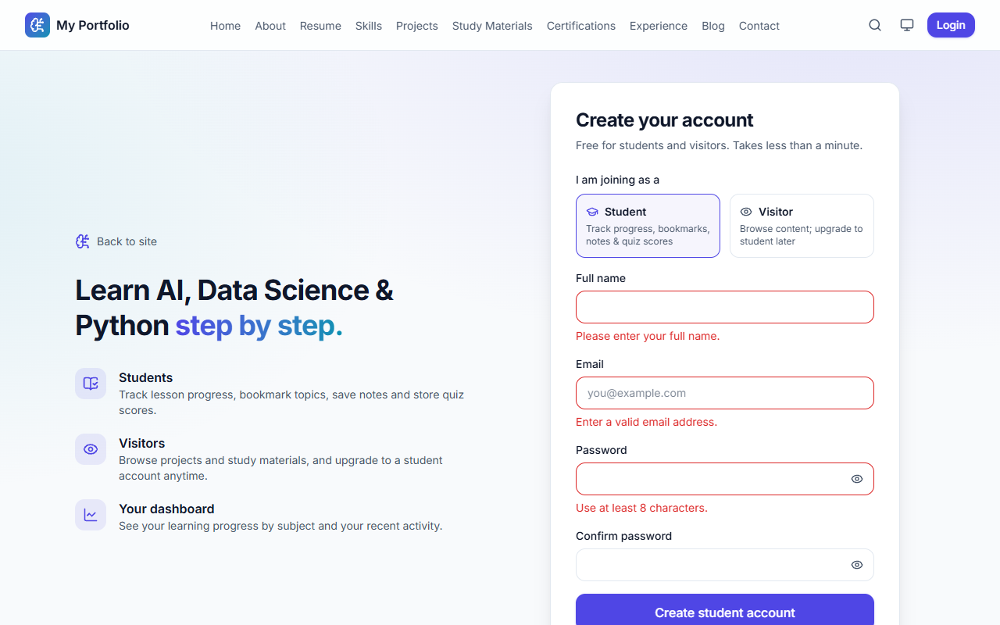 My Portfolio
Home About Resume Skills Projects Study Materials Certifications Experience Blog Contact
Login
Back to site
Learn AI, Data Science &
Python step by step.
Students
Track lesson progress, bookmark topics, save notes and store quiz
scores.
Visitors
Browse projects and study materials, and upgrade to a student
account anytime.
Your dashboard
See your learning progress by subject and your recent activity.
Create your account
Free for students and visitors. Takes less than a minute.
I am joining as a
Student
Track progress, bookmarks,
notes & quiz scores
Visitor
Browse content; upgrade to
student later
Full name
Please enter your full name.
Email
you@example.com
Enter a valid email address.
Password
Use at least 8 characters.
Confirm password
Create student account